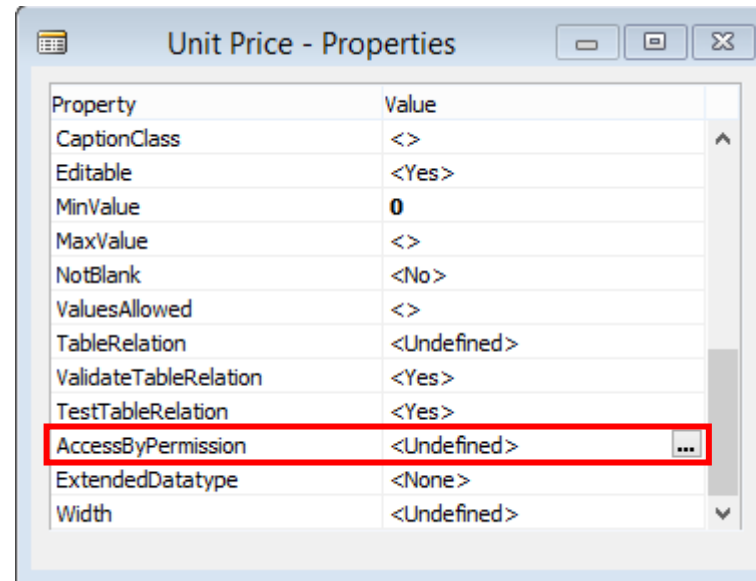 Unit Price - Properties
Property Value
CaptionClass <>
Editable <Yes>
MinValue 0
MaxValue <>
NotBlank <No>
ValuesAllowed <>
TableRelation <Undefined>
ValidateTableRelation <Yes>
TestTableRelation <Yes>
AccessByPermission <Undefined> ...
ExtendedDatatype <None>
Width <Undefined>